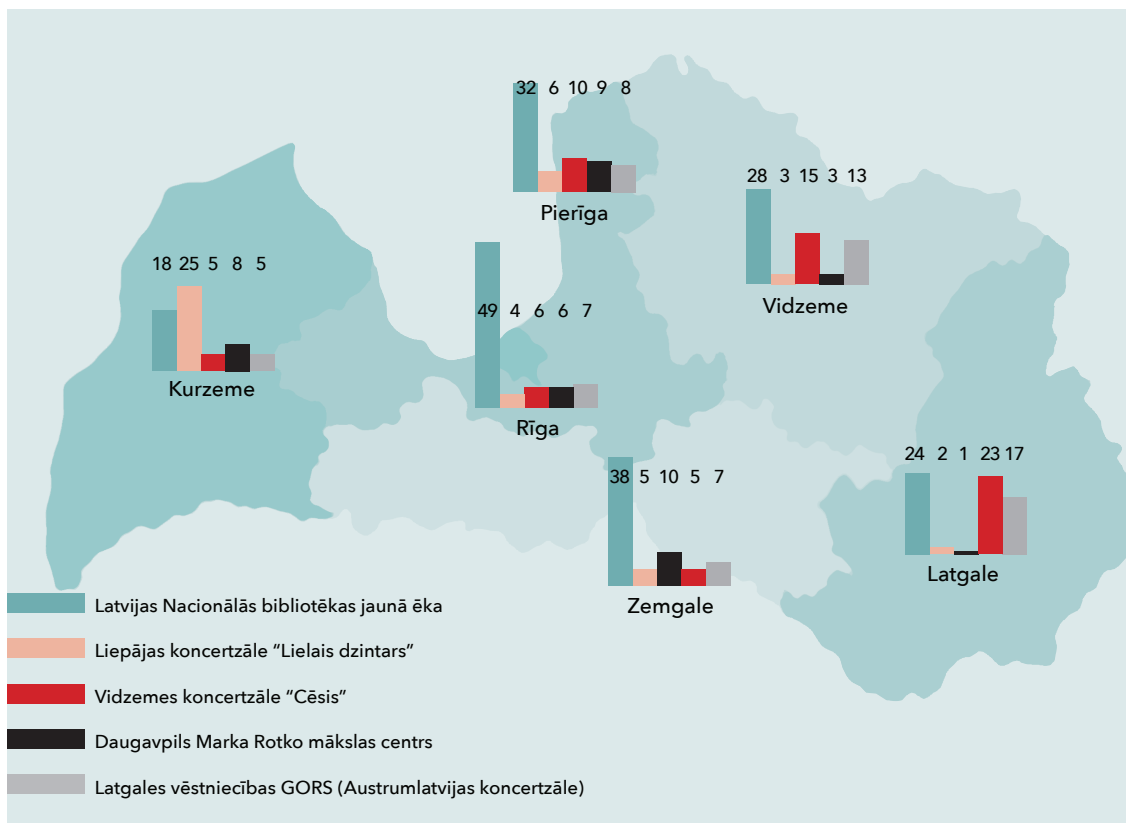 32 6 10 9 8
Pierīga
28 3 15 3 13
Vidzeme
18 25 5 8 5
Kurzeme
49 4 6 6 7
Rīga
24 2 1 23 17
Latgale
38 5 10 5 7
Zemgale
Latvijas Nacionālās bibliotēkas jaunā ēka
Liepājas koncertzāle “Lielais dzintars”
Vidzemes koncertzāle “Cēsis”
Daugavpils Marka Rotko mākslas centrs
Latgales vēstniecības GORS (Austrumlatvijas koncertzāle)